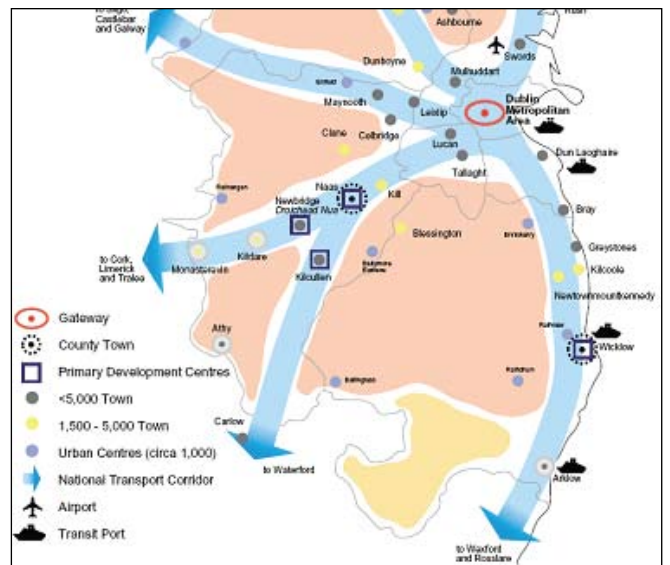 Castlebar
and Galway
Ashbourne
Rush
Dunboyne
Swords
Mulhuddart
Maynooth
Leixlip
Dublin
Metropolitan
Area
Clane
Celbridge
Lucan
Dun Laoghaire
Tallaght
Naas
Kill
Newbridge
Droichead Nua
Bray
Blessington
Greystones
to Cork,
Limerick
and Tralee
Kildare
Monasterevin
Kilcoole
Kilcullen
Newtownmountkennedy
Gateway
Athy
Wicklow
County Town
Primary Development Centres
<5,000 Town
1,500 - 5,000 Town
Carlow
Urban Centres (circa 1,000)
to Waterford
National Transport Corridor
Arklow
Airport
Transit Port
to Wexford
and Rosslare